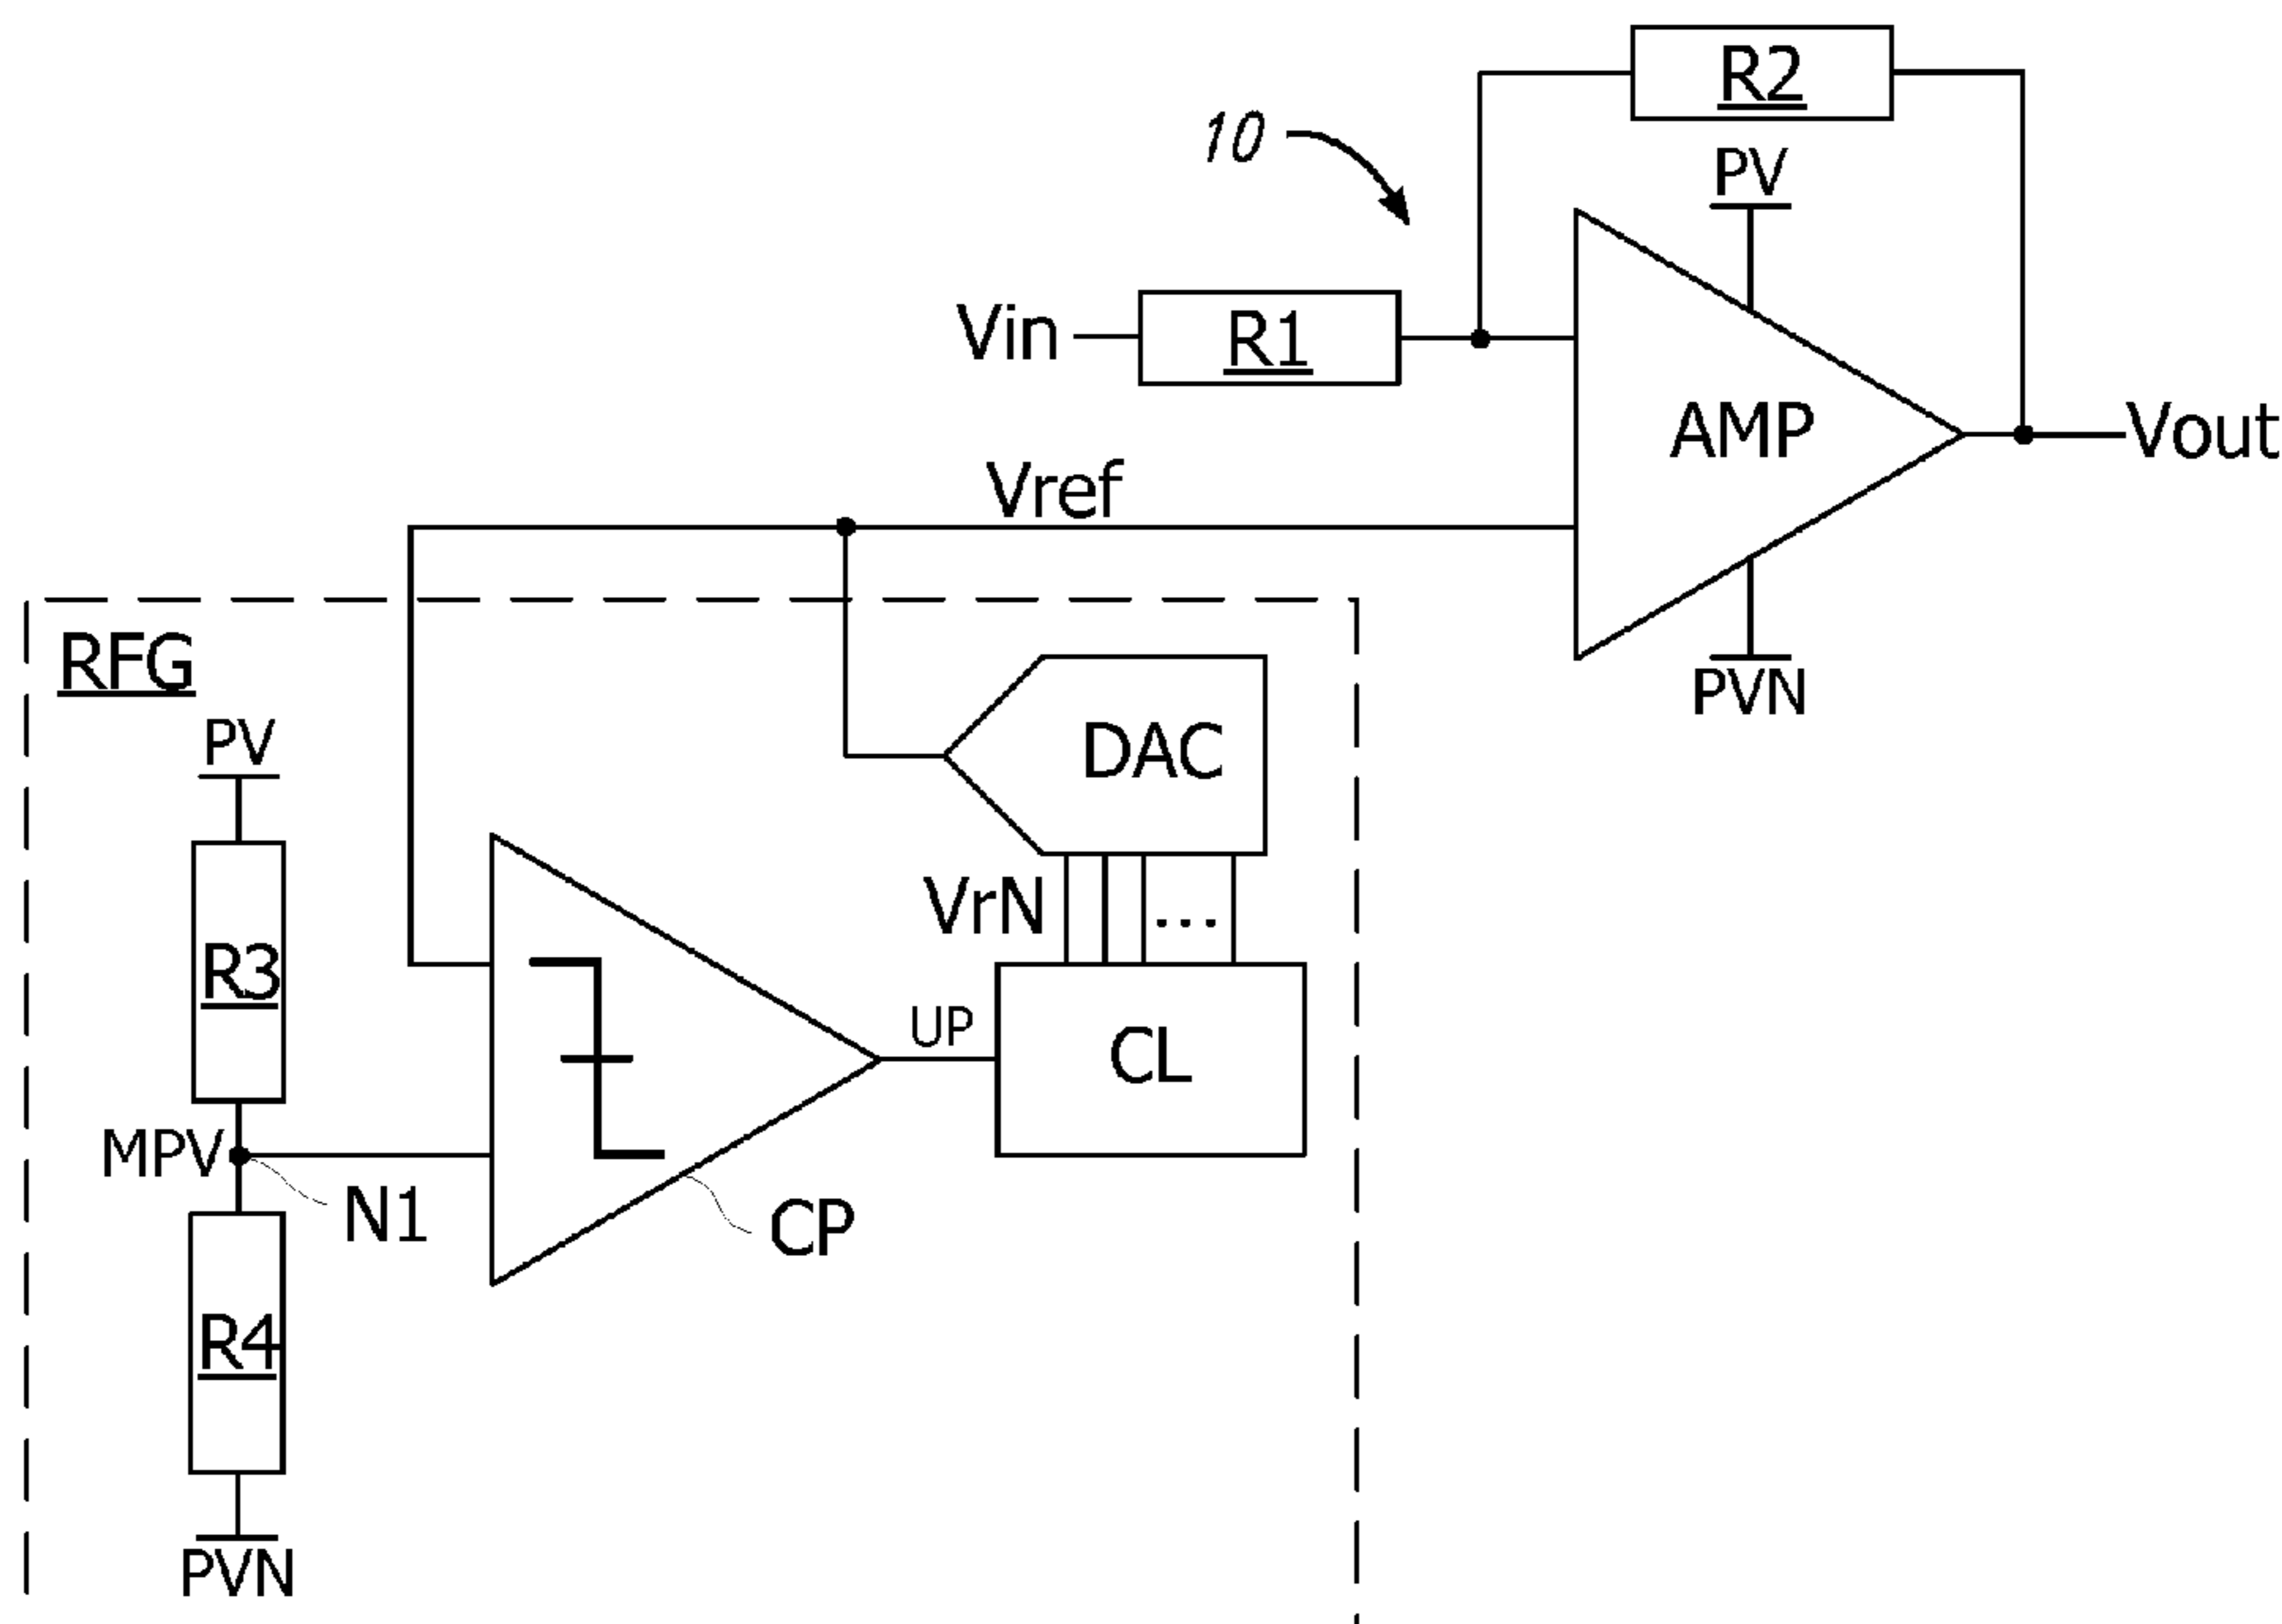 R2
10
PV
Vin
R1
AMP
Vout
Vref
RFG
PVN
PV
DAC
VrN
...
R3
UP
CL
MPV
N1
CP
R4
PVN